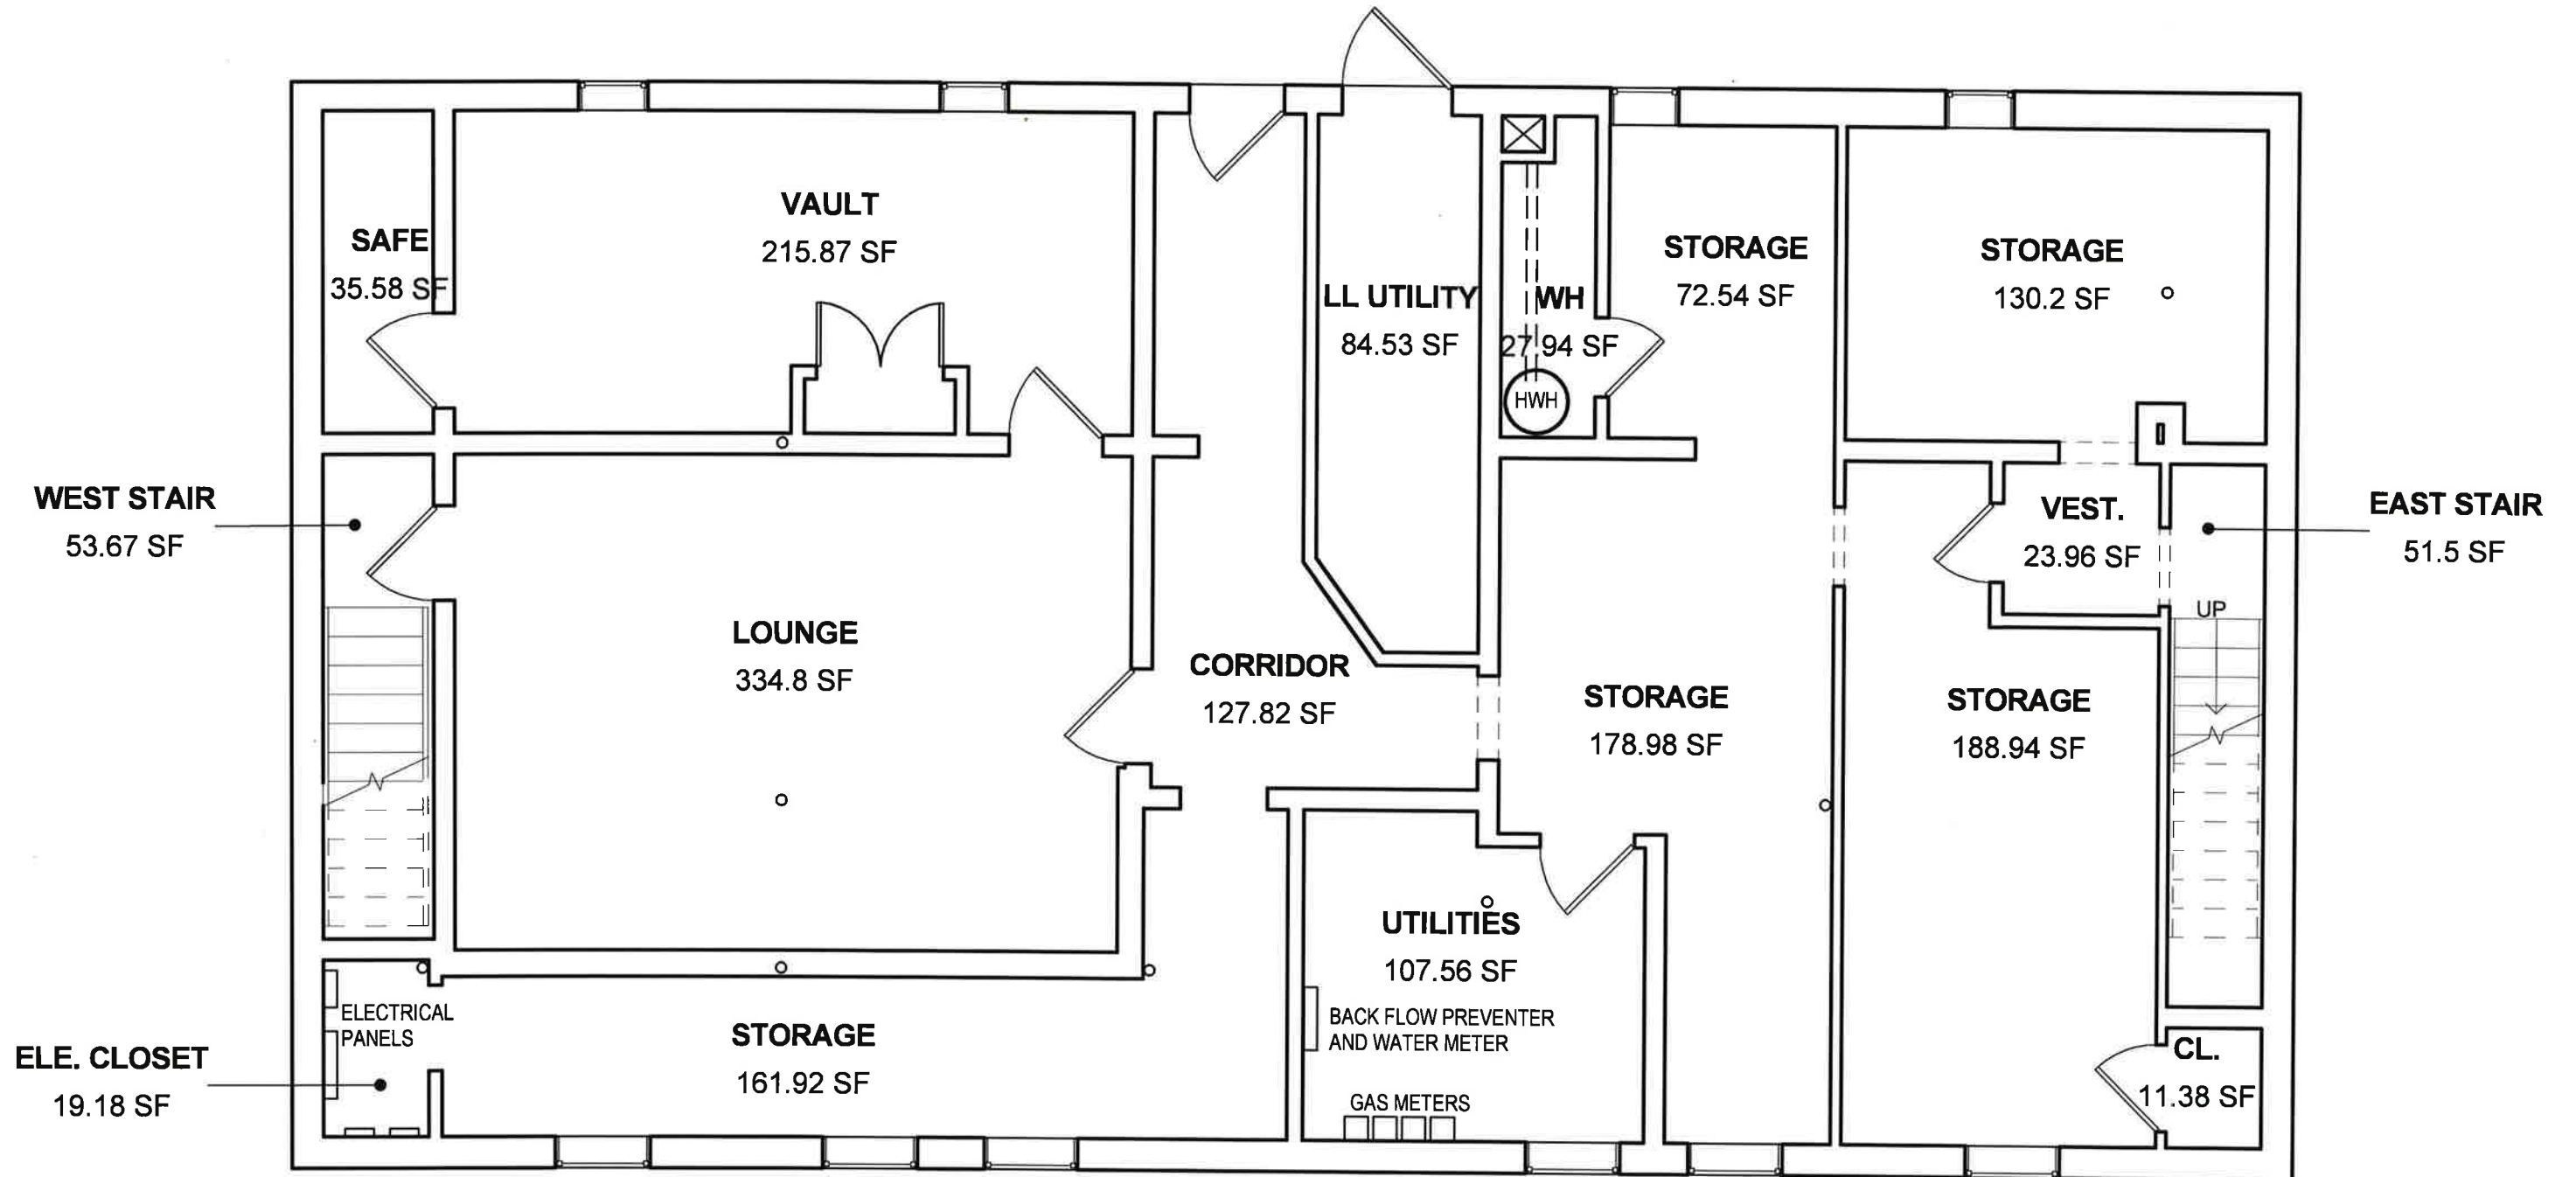 VAULT
215.87 SF
SAFE
35.58 SF
LL UTILITY
84.53 SF
WH
27.94 SF
HWH
STORAGE
72.54 SF
STORAGE
130.2 SF
WEST STAIR
53.67 SF
VEST.
23.96 SF
EAST STAIR
51.5 SF
UP
LOUNGE
334.8 SF
CORRIDOR
127.82 SF
STORAGE
178.98 SF
STORAGE
188.94 SF
UTILITIES
107.56 SF
BACK FLOW PREVENTER
AND WATER METER
GAS METERS
ELECTRICAL
PANELS
STORAGE
161.92 SF
ELE. CLOSET
19.18 SF
CL.
11.38 SF